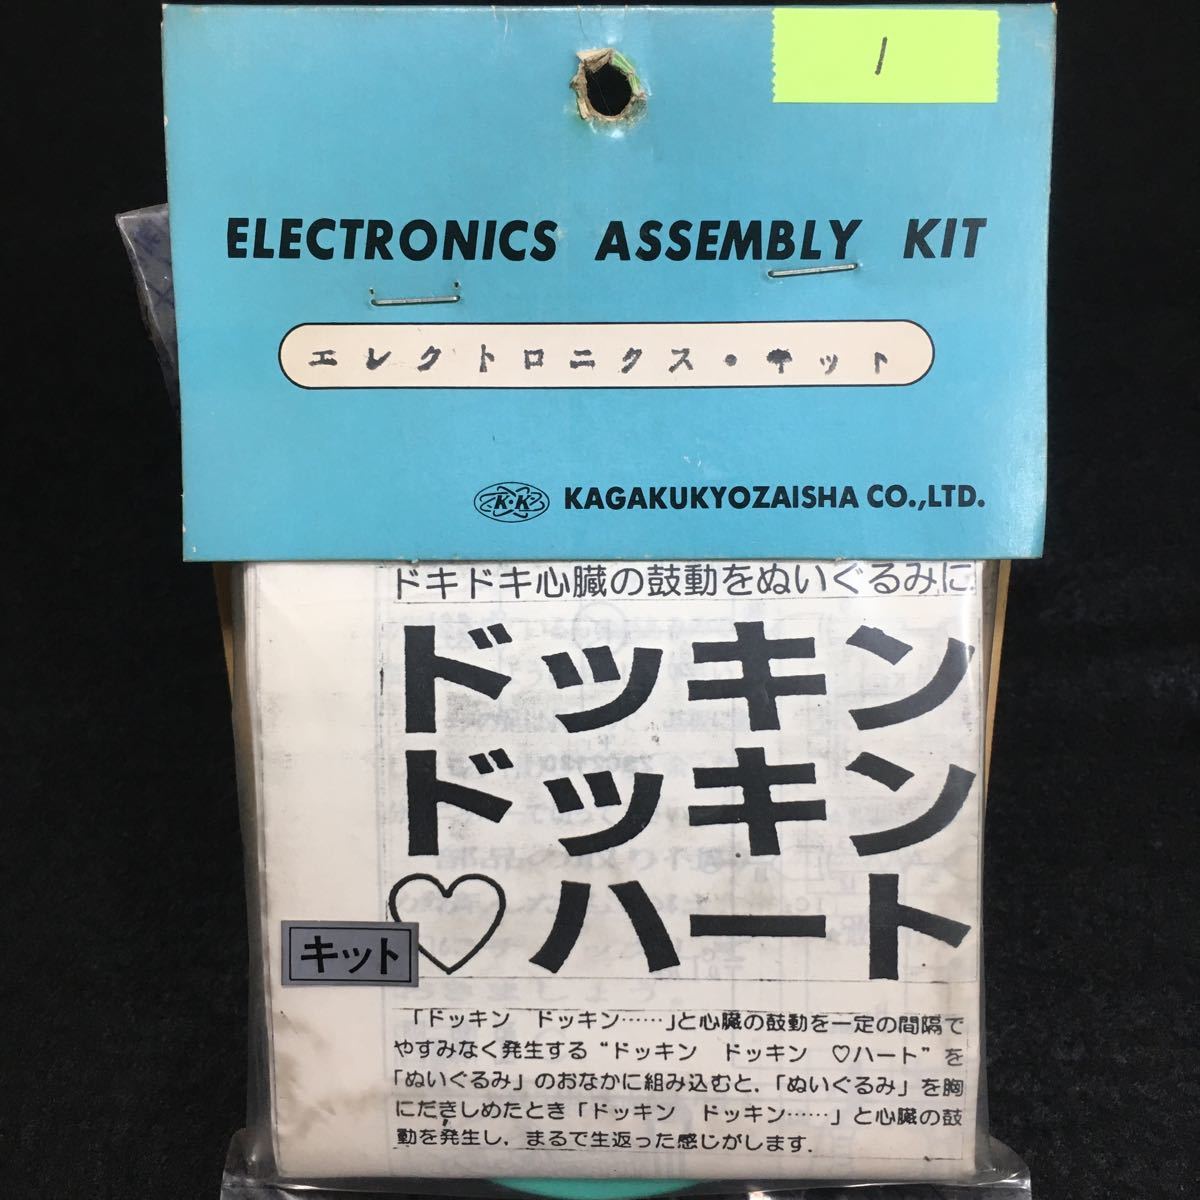 1
ELECTRONICS ASSEMBLY KIT
エレクトロニクス・キット
K·K KAGAKUKYOZAISHA CO.,LTD.
ドキドキ心臓の鼓動をぬいぐるみに
ドッキン
ドッキン
♡ハート
キット
「ドッキン ドッキン……」と心臓の鼓動を一定の間隔で
やすみなく発生する“ドッキン ドッキン ♡ハート”を
「ぬいぐるみ」のおなかに組み込むと，「ぬいぐるみ」を胸
にだきしめたとき「ドッキン ドッキン……」と心臓の鼓
動を発生し，まるで生返った感じがします．